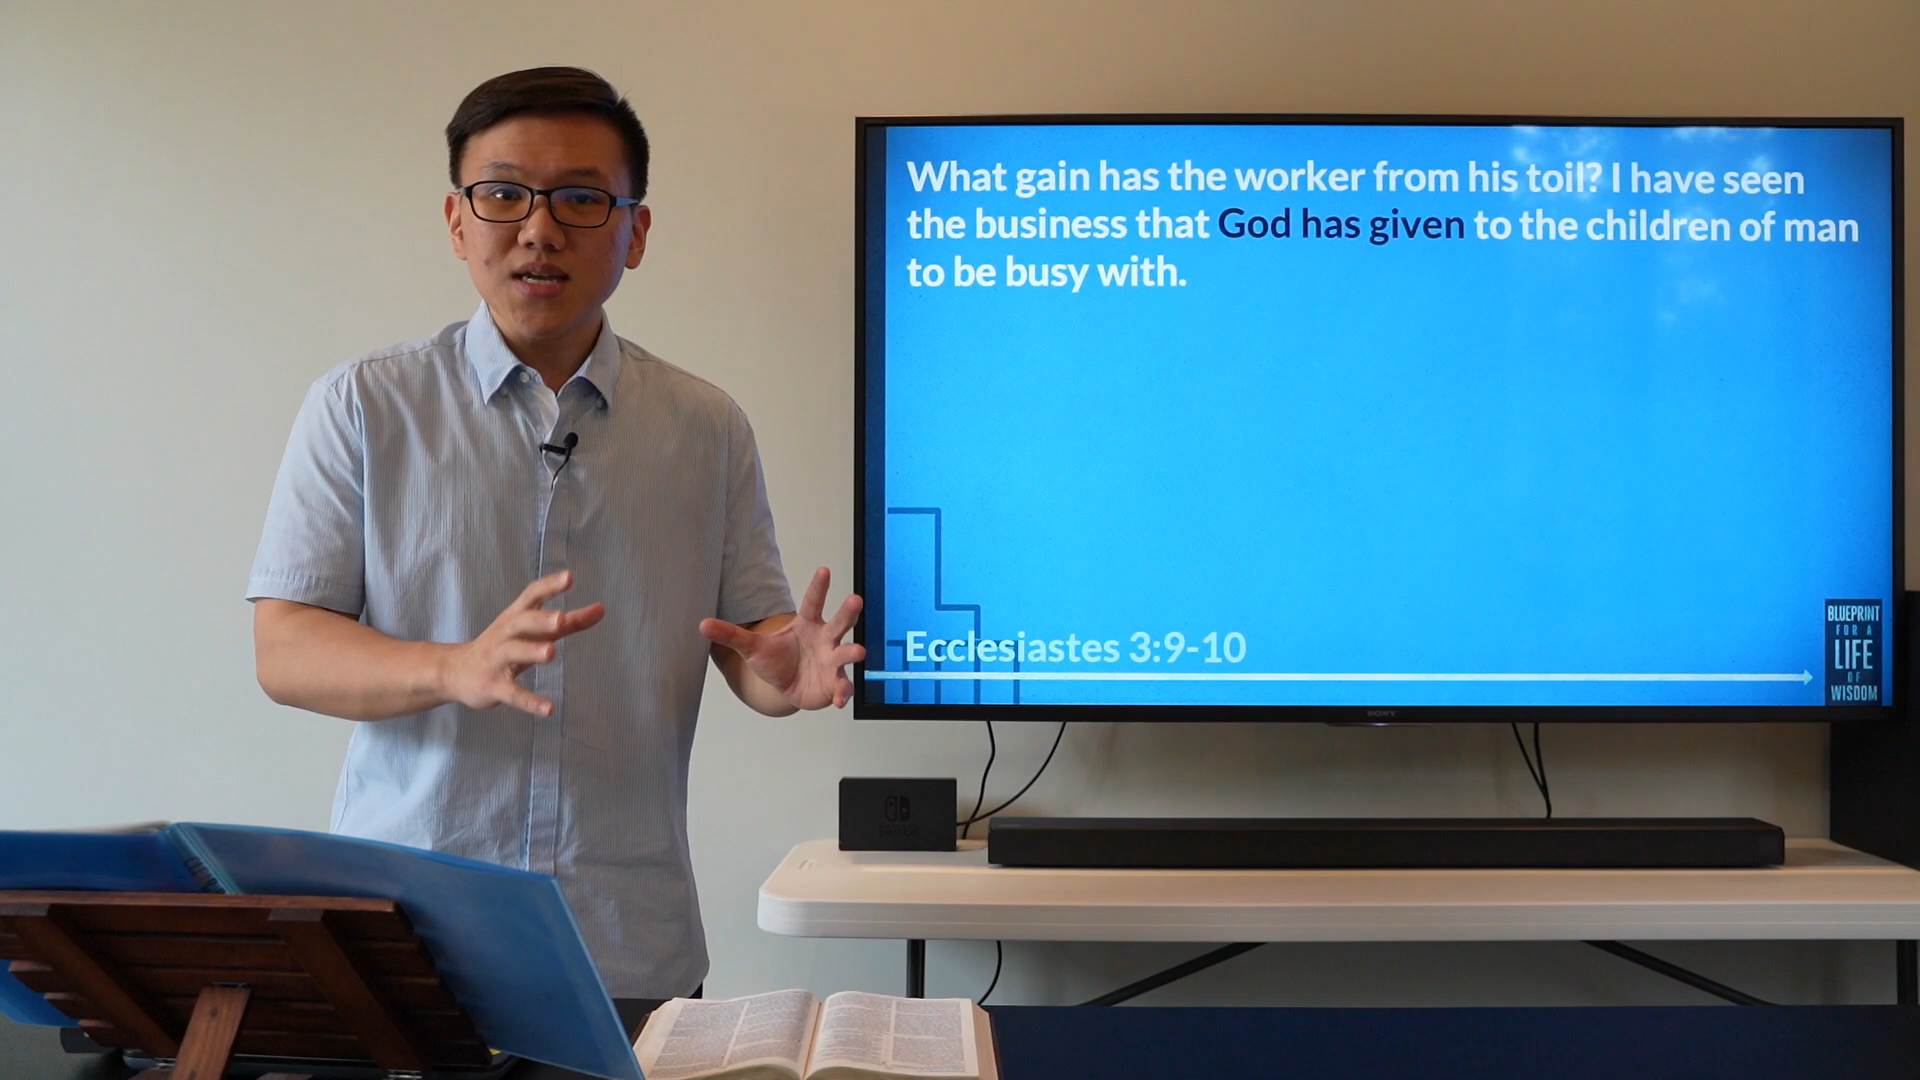 What gain has the worker from his toil? I have seen
the business that God has given to the children of man
to be busy with.
Ecclesiastes 3:9-10
BLUEPRINT
FOR A
LIFE
OF
WISDOM
SONY